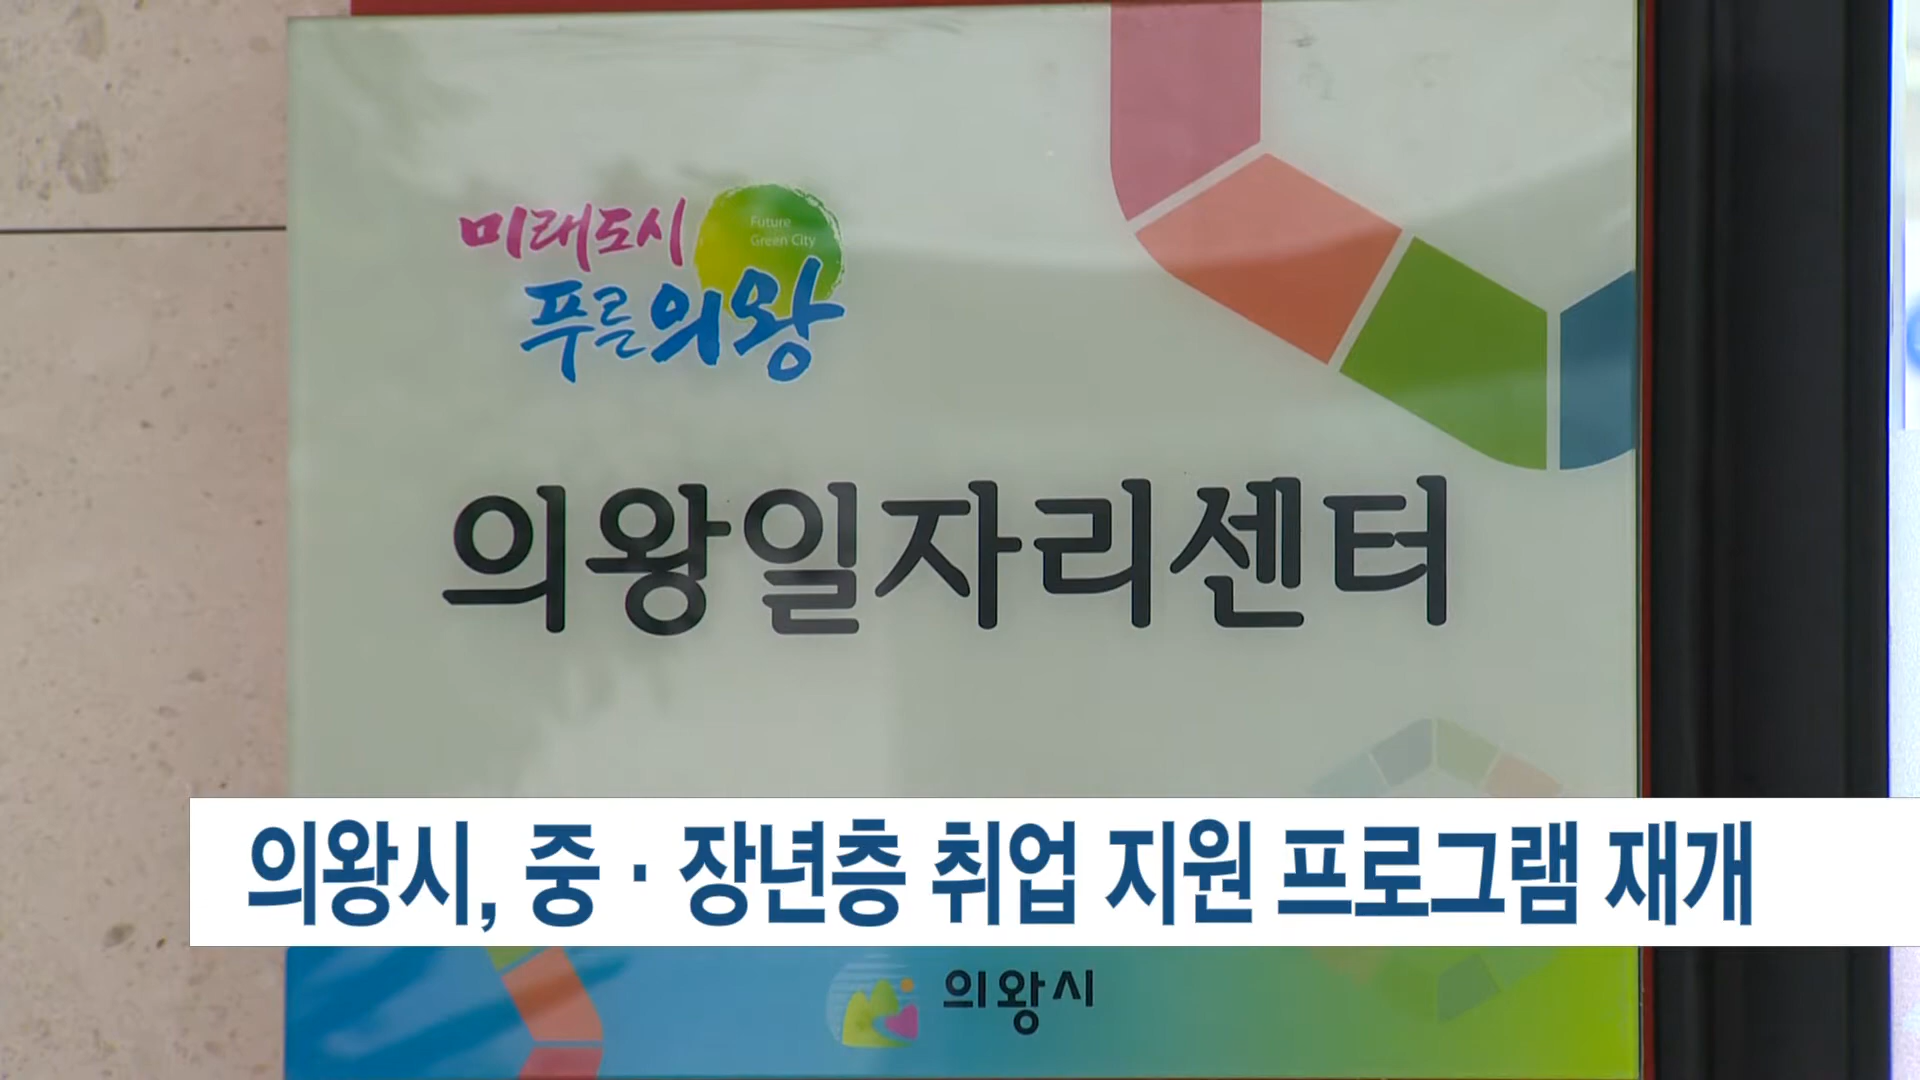 미래도시
Future
Green City
푸른의왕
의왕일자리센터
의왕시, 중·장년층 취업 지원 프로그램 재개
의왕시